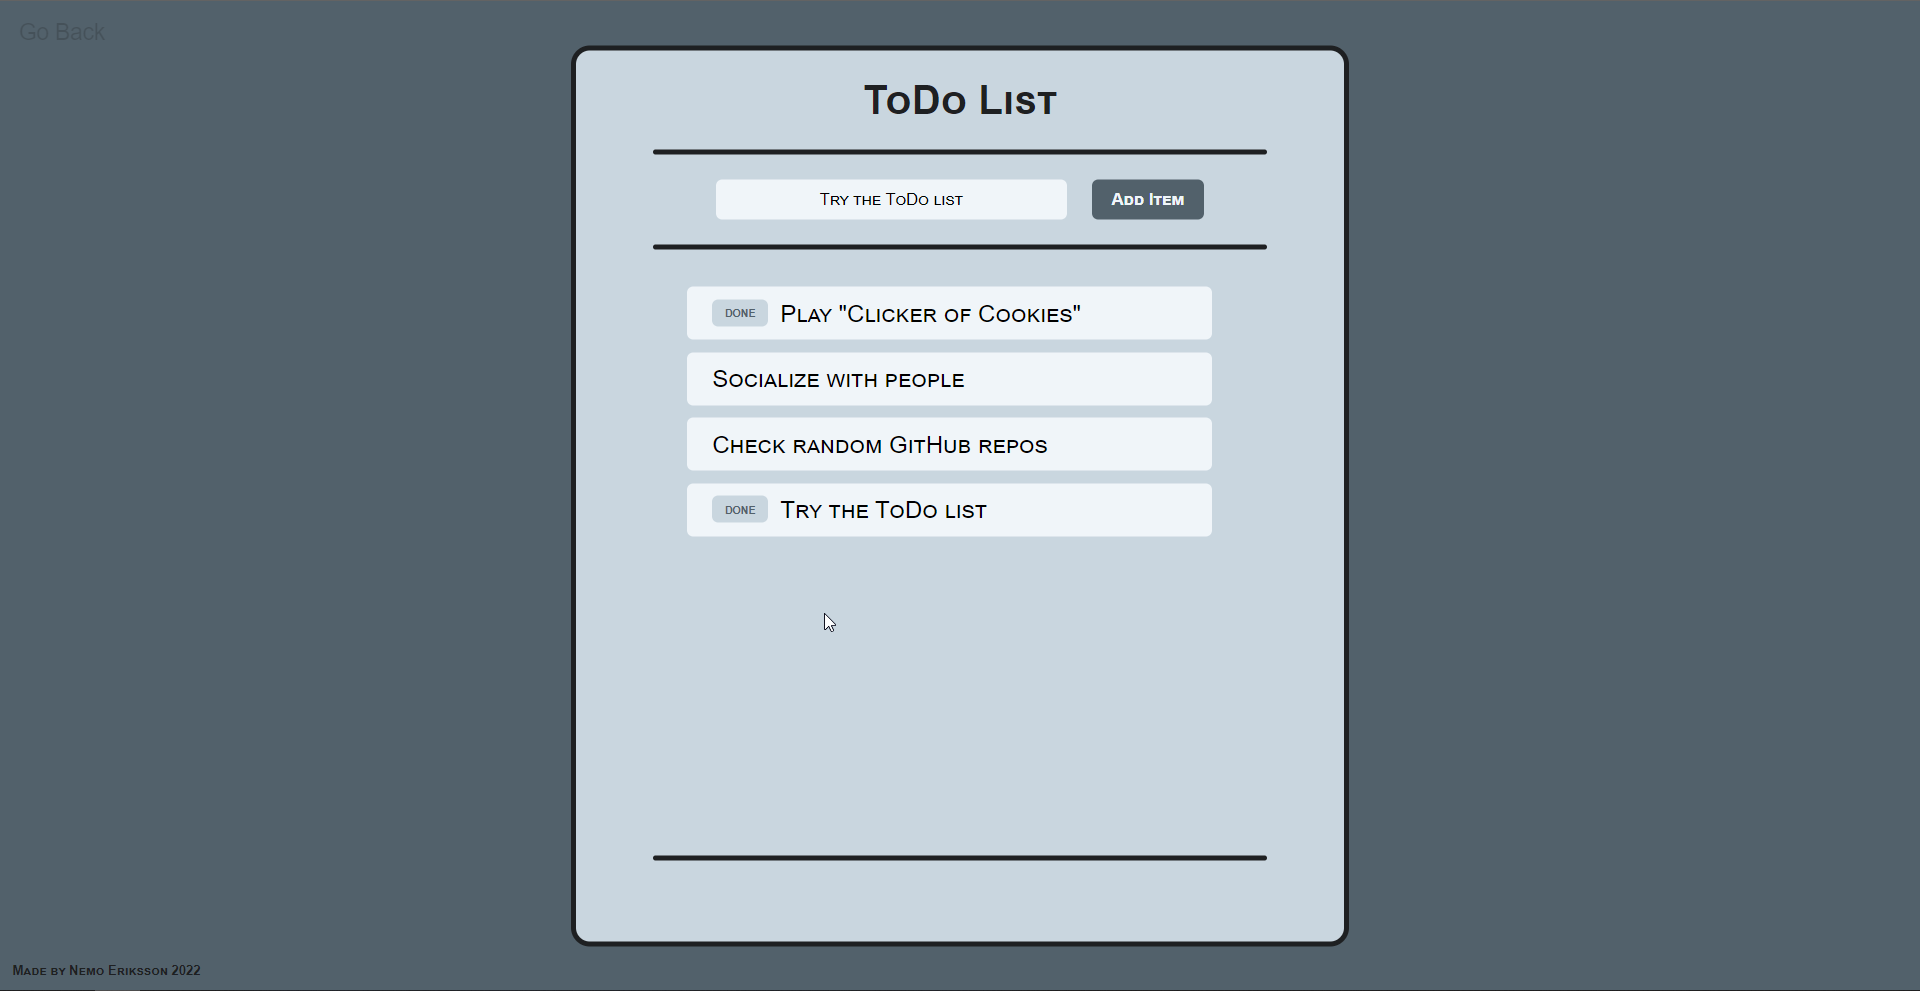 Go Back
ToDo List
Try the ToDo list
Add Item
DONE Play "Clicker of Cookies"
Socialize with people
Check random GitHub repos
DONE Try the ToDo list
Made by Nemo Eriksson 2022